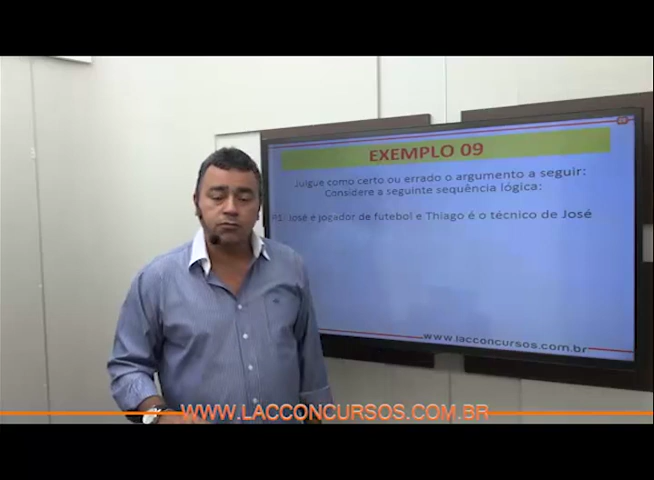 EXEMPLO 09
Julgue como certo ou errado o argumento a seguir:
Considere a seguinte sequência lógica:
P1- José é jogador de futebol e Thiago é o técnico de José
www.lacconcursos.com.br
WWW.LACCONCURSOS.COM.BR